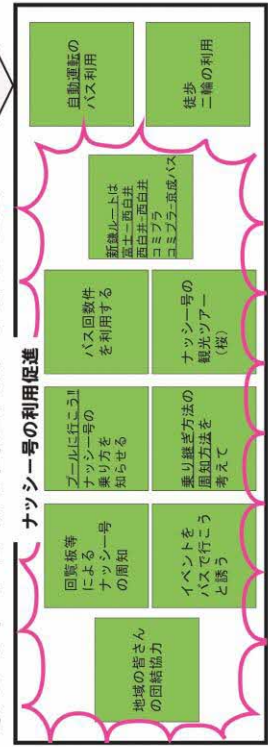 ナッシー号の利用促進
地域の皆さん
の団結協力
回覧板等
による
ナッシー号
の周知
イベントを
バスで行こう
と誘う
プールに行こう!!
ナッシー号の
乗り方を
知らせる
乗り継ぎ方法の
周知方法を
考えて
バス回数件
を利用する
ナッシー号の
観光ツアー
(桜)
新鎌ルートは
富士−西白井
西白井−西白井
コミプラ
コミプラ−京成バス
自動運転の
バス利用
徒歩
二輪の利用